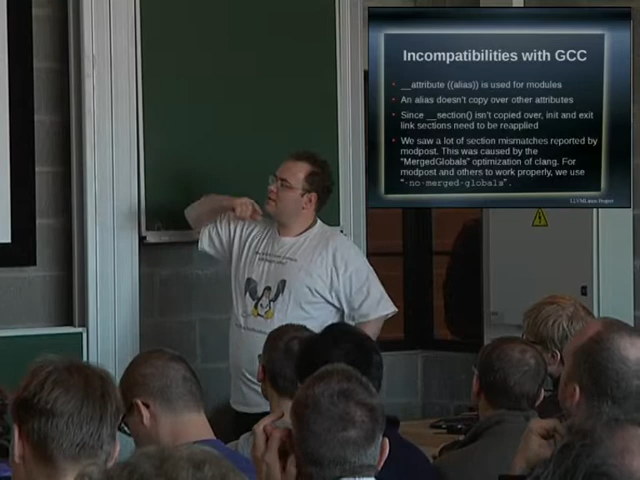 Incompatibilities with GCC
__attribute ((alias)) is used for modules
An alias doesn't copy over other attributes
Since __section() isn't copied over, init and exit
link sections need to be reapplied
We saw a lot of section mismatches reported by
modpost. This was caused by the
"MergedGlobals" optimization of clang. For
modpost and others to work properly, we use
"-no-merged-globals".
LLVMLinux Project